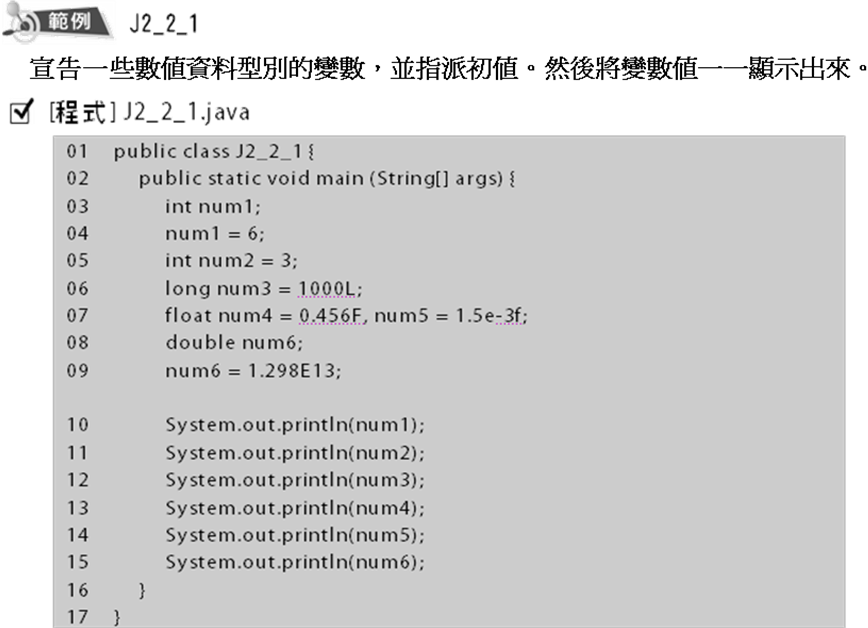 範例 J2_2_1
宣告一些數值資料型別的變數，並指派初值。然後將變數值一一顯示出來。
[程式] J2_2_1.java
01 public class J2_2_1 {
02 public static void main (String[] args) {
03 int num1;
04 num1 = 6;
05 int num2 = 3;
06 long num3 = 1000L;
07 float num4 = 0.456F, num5 = 1.5e-3f;
08 double num6;
09 num6 = 1.298E13;
10 System.out.println(num1);
11 System.out.println(num2);
12 System.out.println(num3);
13 System.out.println(num4);
14 System.out.println(num5);
15 System.out.println(num6);
16 }
17 }